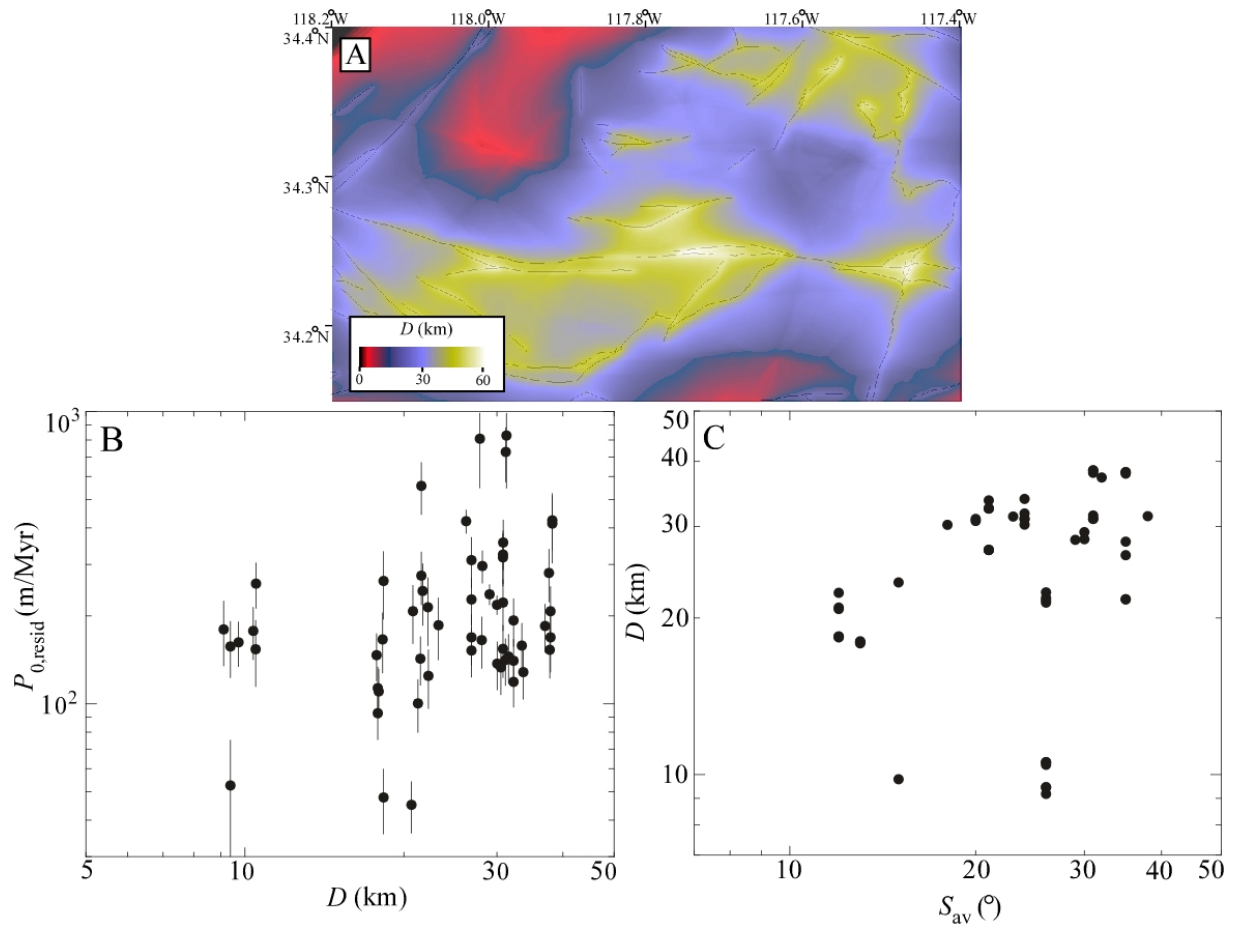 118.2°W 118.0°W 117.8°W 117.6°W 117.4°W
34.4°N
A
34.3°N
34.2°N
D (km)
0 30 60
B
10³
10²
P0,resid (m/Myr)
5 10 20 30 50
D (km)
C
50
40
30
20
10
D (km)
10 20 30 40 50
Sav (°)